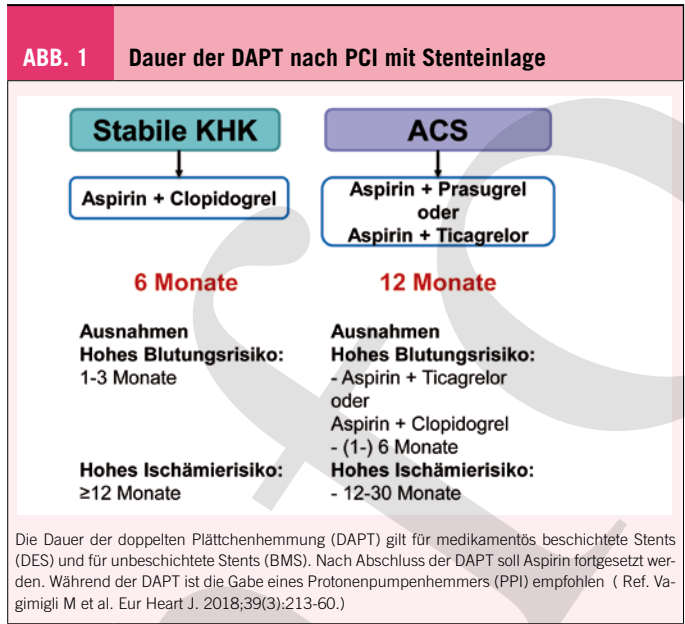 ABB. 1 Dauer der DAPT nach PCI mit Stenteinlage
Stabile KHK
Aspirin + Clopidogrel
6 Monate
Ausnahmen
Hohes Blutungsrisiko:
1-3 Monate
Hohes Ischämierisiko:
≥12 Monate
ACS
Aspirin + Prasugrel
oder
Aspirin + Ticagrelor
12 Monate
Ausnahmen
Hohes Blutungsrisiko:
- Aspirin + Ticagrelor
oder
Aspirin + Clopidogrel
- (1-) 6 Monate
Hohes Ischämierisiko:
- 12-30 Monate
Die Dauer der doppelten Plättchenhemmung (DAPT) gilt für medikamentös beschichtete Stents
(DES) und für unbeschichtete Stents (BMS). Nach Abschluss der DAPT soll Aspirin fortgesetzt wer-
den. Während der DAPT ist die Gabe eines Protonenpumpenhemmers (PPI) empfohlen ( Ref. Va-
gimigli M et al. Eur Heart J. 2018;39(3):213-60.)